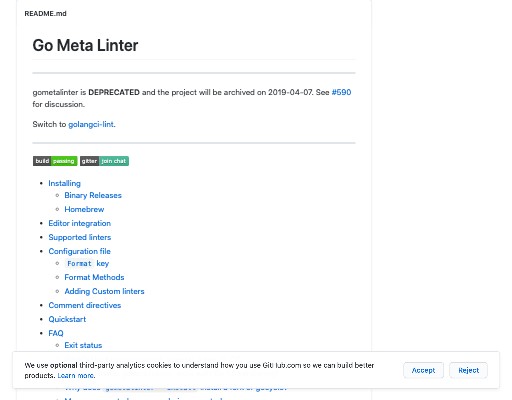 README.md
Go Meta Linter
gometalinter is DEPRECATED and the project will be archived on 2019-04-07. See #590
for discussion.
Switch to golangci-lint.
build passing gitter join chat
Installing
Binary Releases
Homebrew
Editor integration
Supported linters
Configuration file
Format key
Format Methods
Adding Custom linters
Comment directives
Quickstart
FAQ
Exit status
We use optional third-party analytics cookies to understand how you use GitHub.com so we can build better
products. Learn more.
Accept
Reject